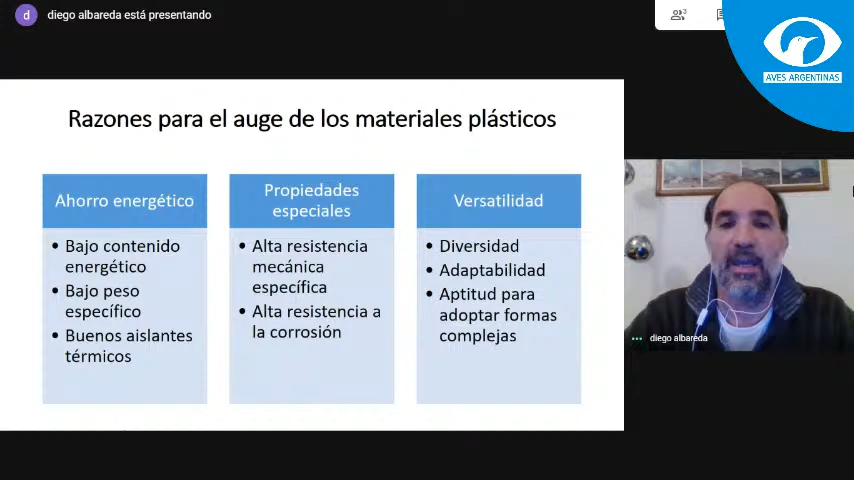 d
diego albareda está presentando
3
AVES ARGENTINAS
Razones para el auge de los materiales plásticos
Ahorro energético
• Bajo contenido
energético
• Bajo peso
específico
• Buenos aislantes
térmicos
Propiedades
especiales
• Alta resistencia
mecánica
específica
• Alta resistencia a
la corrosión
Versatilidad
• Diversidad
• Adaptabilidad
• Aptitud para
adoptar formas
complejas
diego albareda